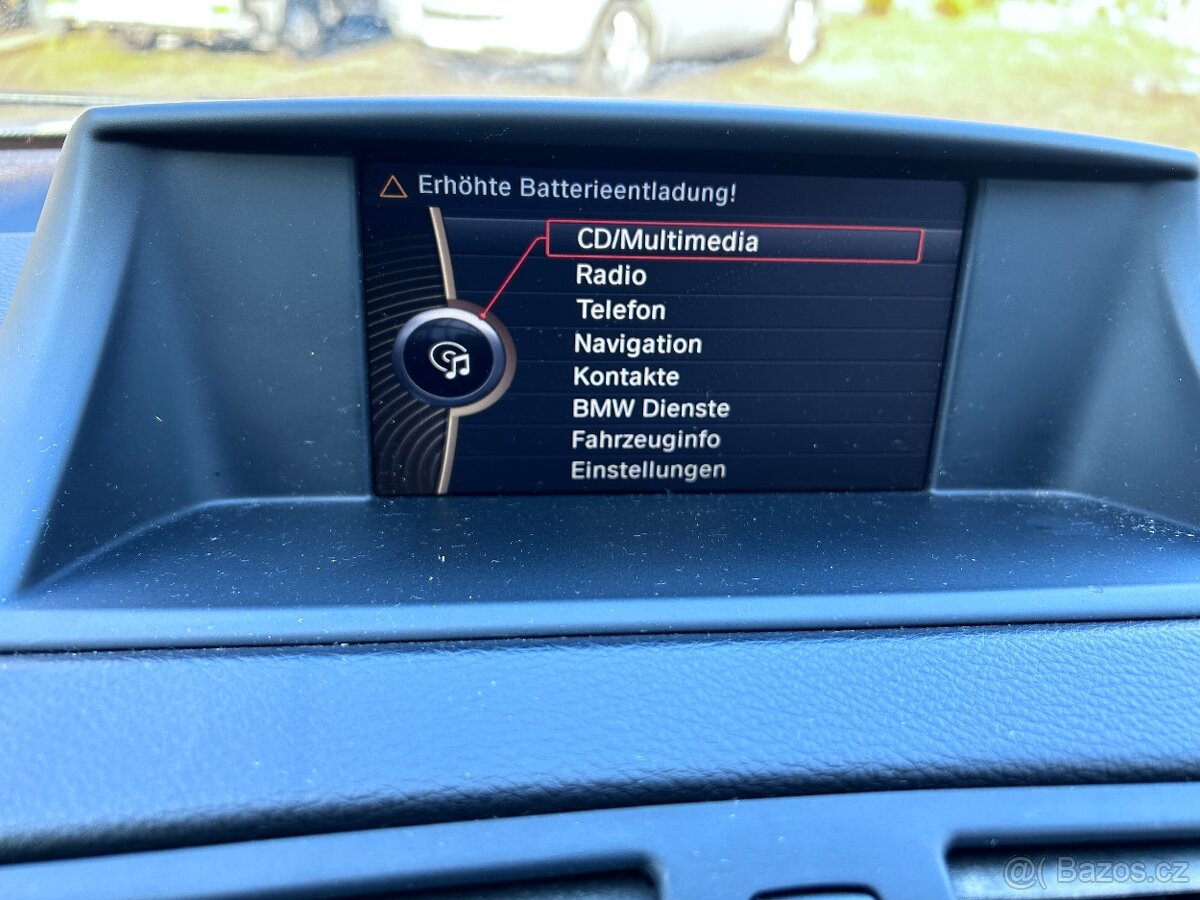 Erhöhte Batterieentladung!
CD/Multimedia
Radio
Telefon
Navigation
Kontakte
BMW Dienste
Fahrzeuginfo
Einstellungen
@( Bazos.cz